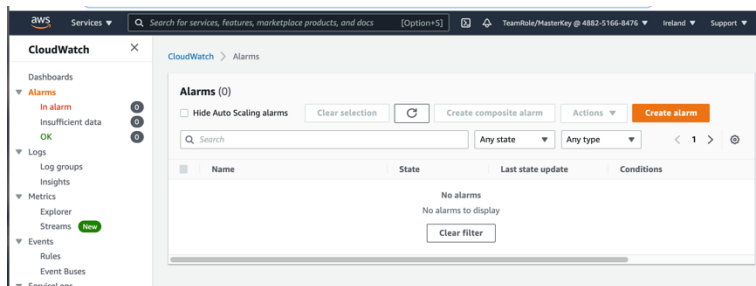 aws Services ▼ Search for services, features, marketplace products, and docs [Option+S] TeamRole/MasterKey @ 4882-5166-8476 ▼ Ireland ▼ Support ▼
CloudWatch ×
Dashboards
Alarms
In alarm 0
Insufficient data 0
OK 0
Logs
Log groups
Insights
Metrics
Explorer
Streams New
Events
Rules
Event Buses
CloudWatch > Alarms
Alarms (0)
Hide Auto Scaling alarms Clear selection Create composite alarm Actions ▼ Create alarm
Search Any state ▼ Any type ▼ < 1 >
Name State Last state update Conditions
No alarms
No alarms to display
Clear filter